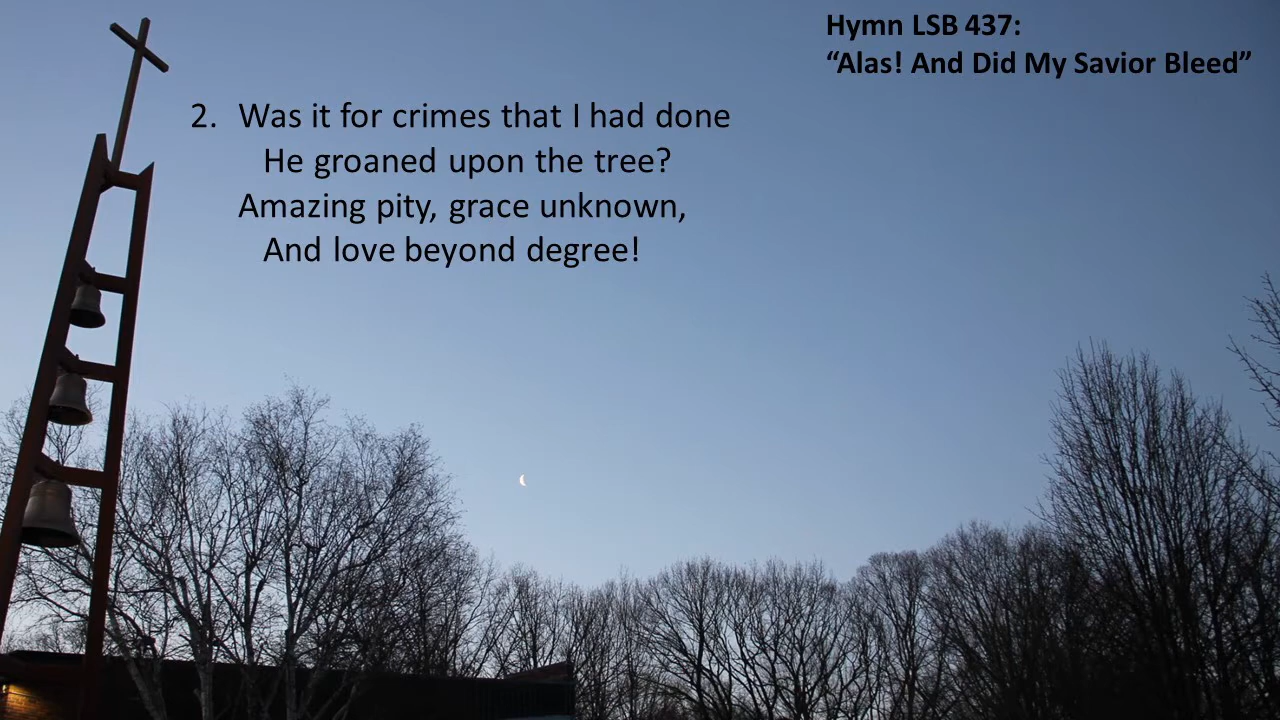 Hymn LSB 437:
“Alas! And Did My Savior Bleed”
2. Was it for crimes that I had done
He groaned upon the tree?
Amazing pity, grace unknown,
And love beyond degree!